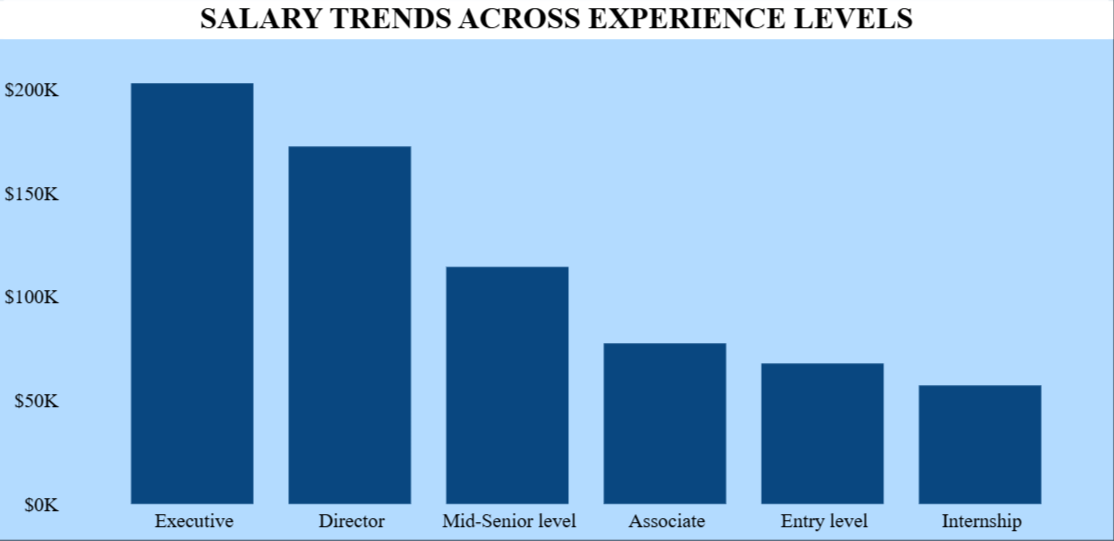 SALARY TRENDS ACROSS EXPERIENCE LEVELS
$200K
$150K
$100K
$50K
$0K
Executive Director Mid-Senior level Associate Entry level Internship